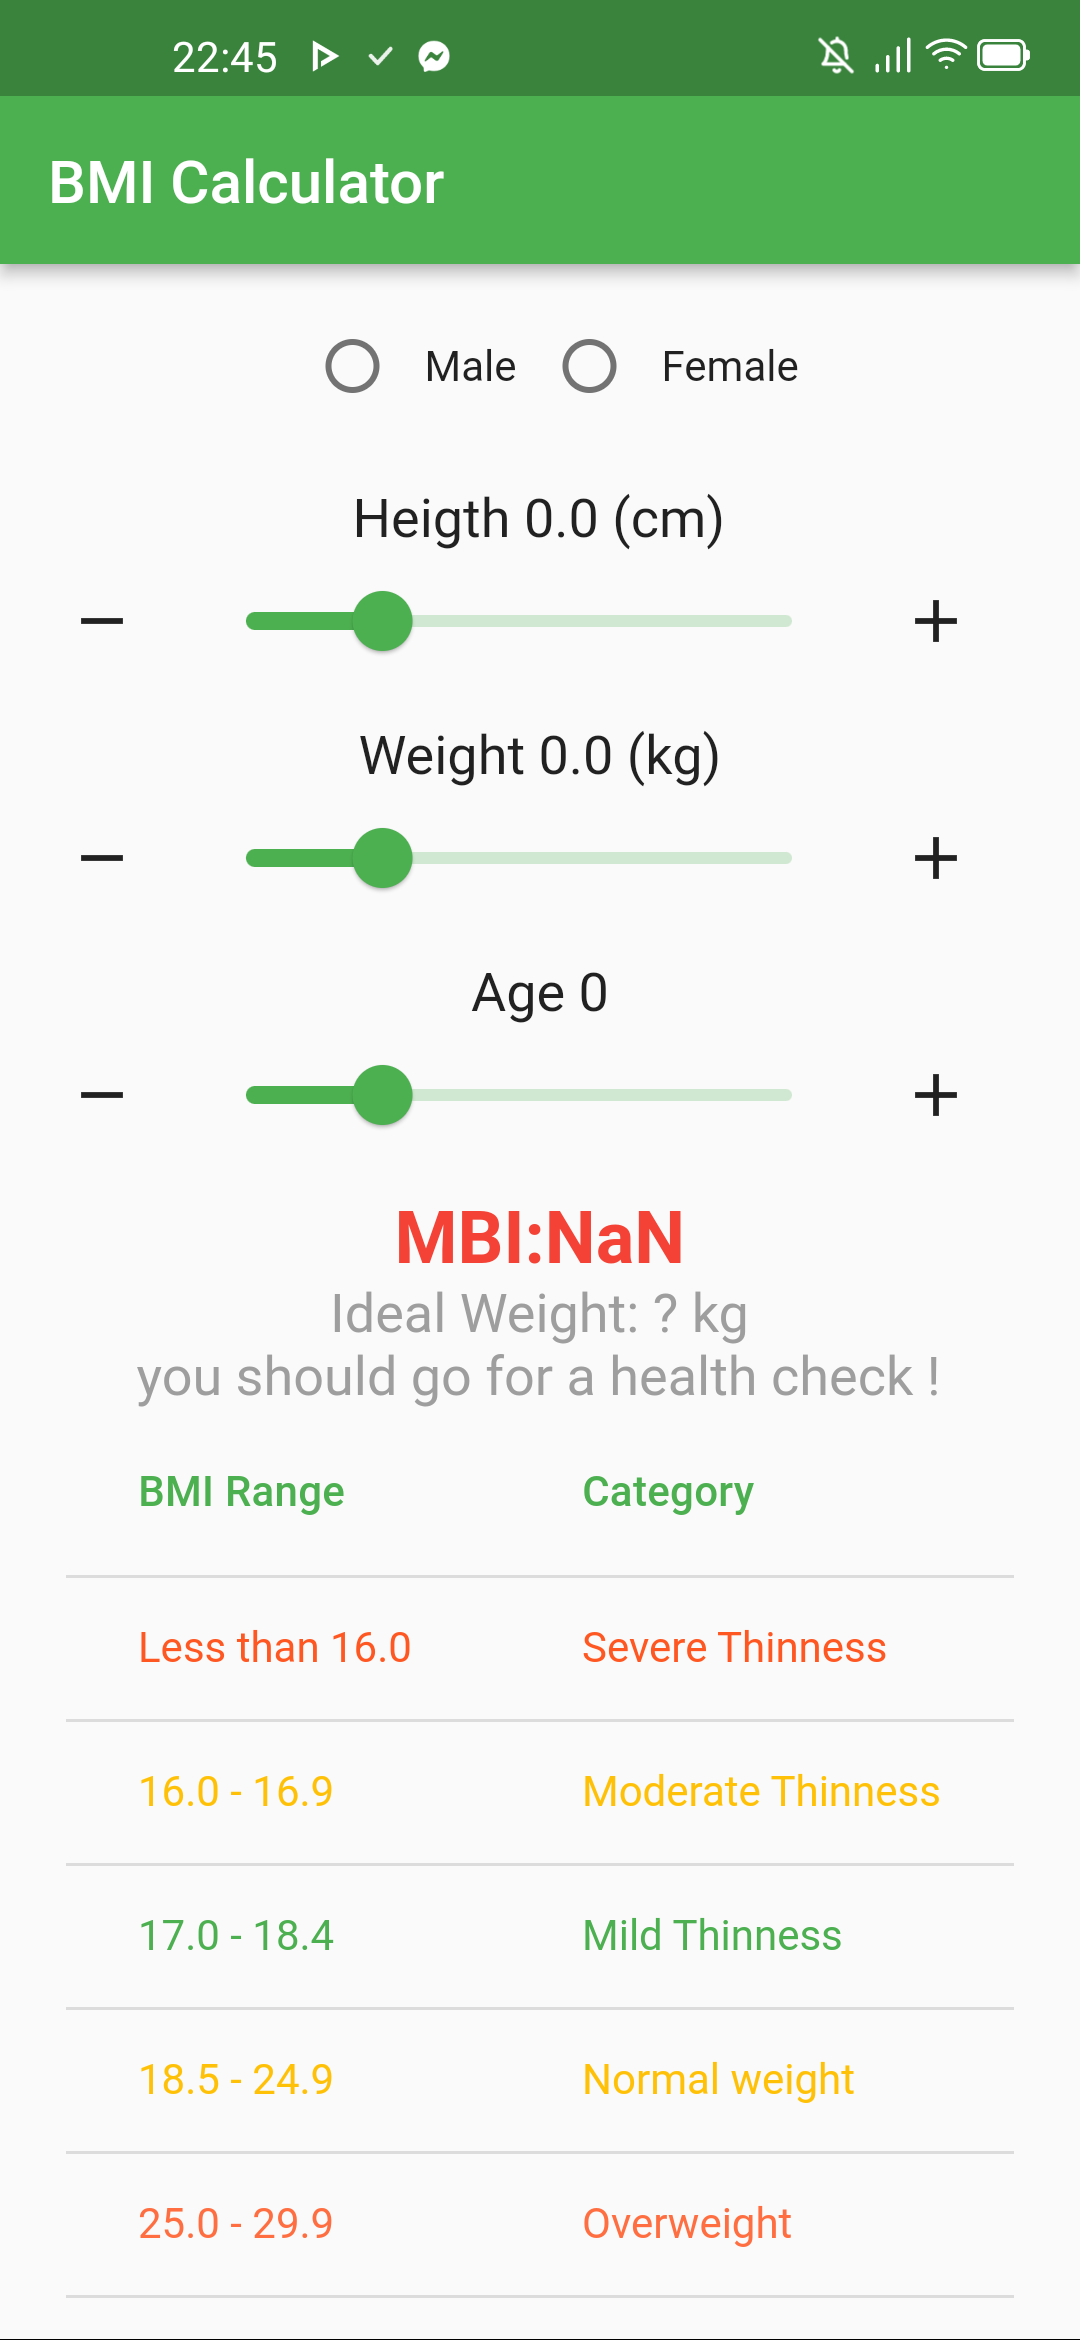 22:45
BMI Calculator
Male Female
Heigth 0.0 (cm)
Weight 0.0 (kg)
Age 0
MBI:NaN
Ideal Weight: ? kg
you should go for a health check !
BMI Range Category
Less than 16.0 Severe Thinness
16.0 - 16.9 Moderate Thinness
17.0 - 18.4 Mild Thinness
18.5 - 24.9 Normal weight
25.0 - 29.9 Overweight